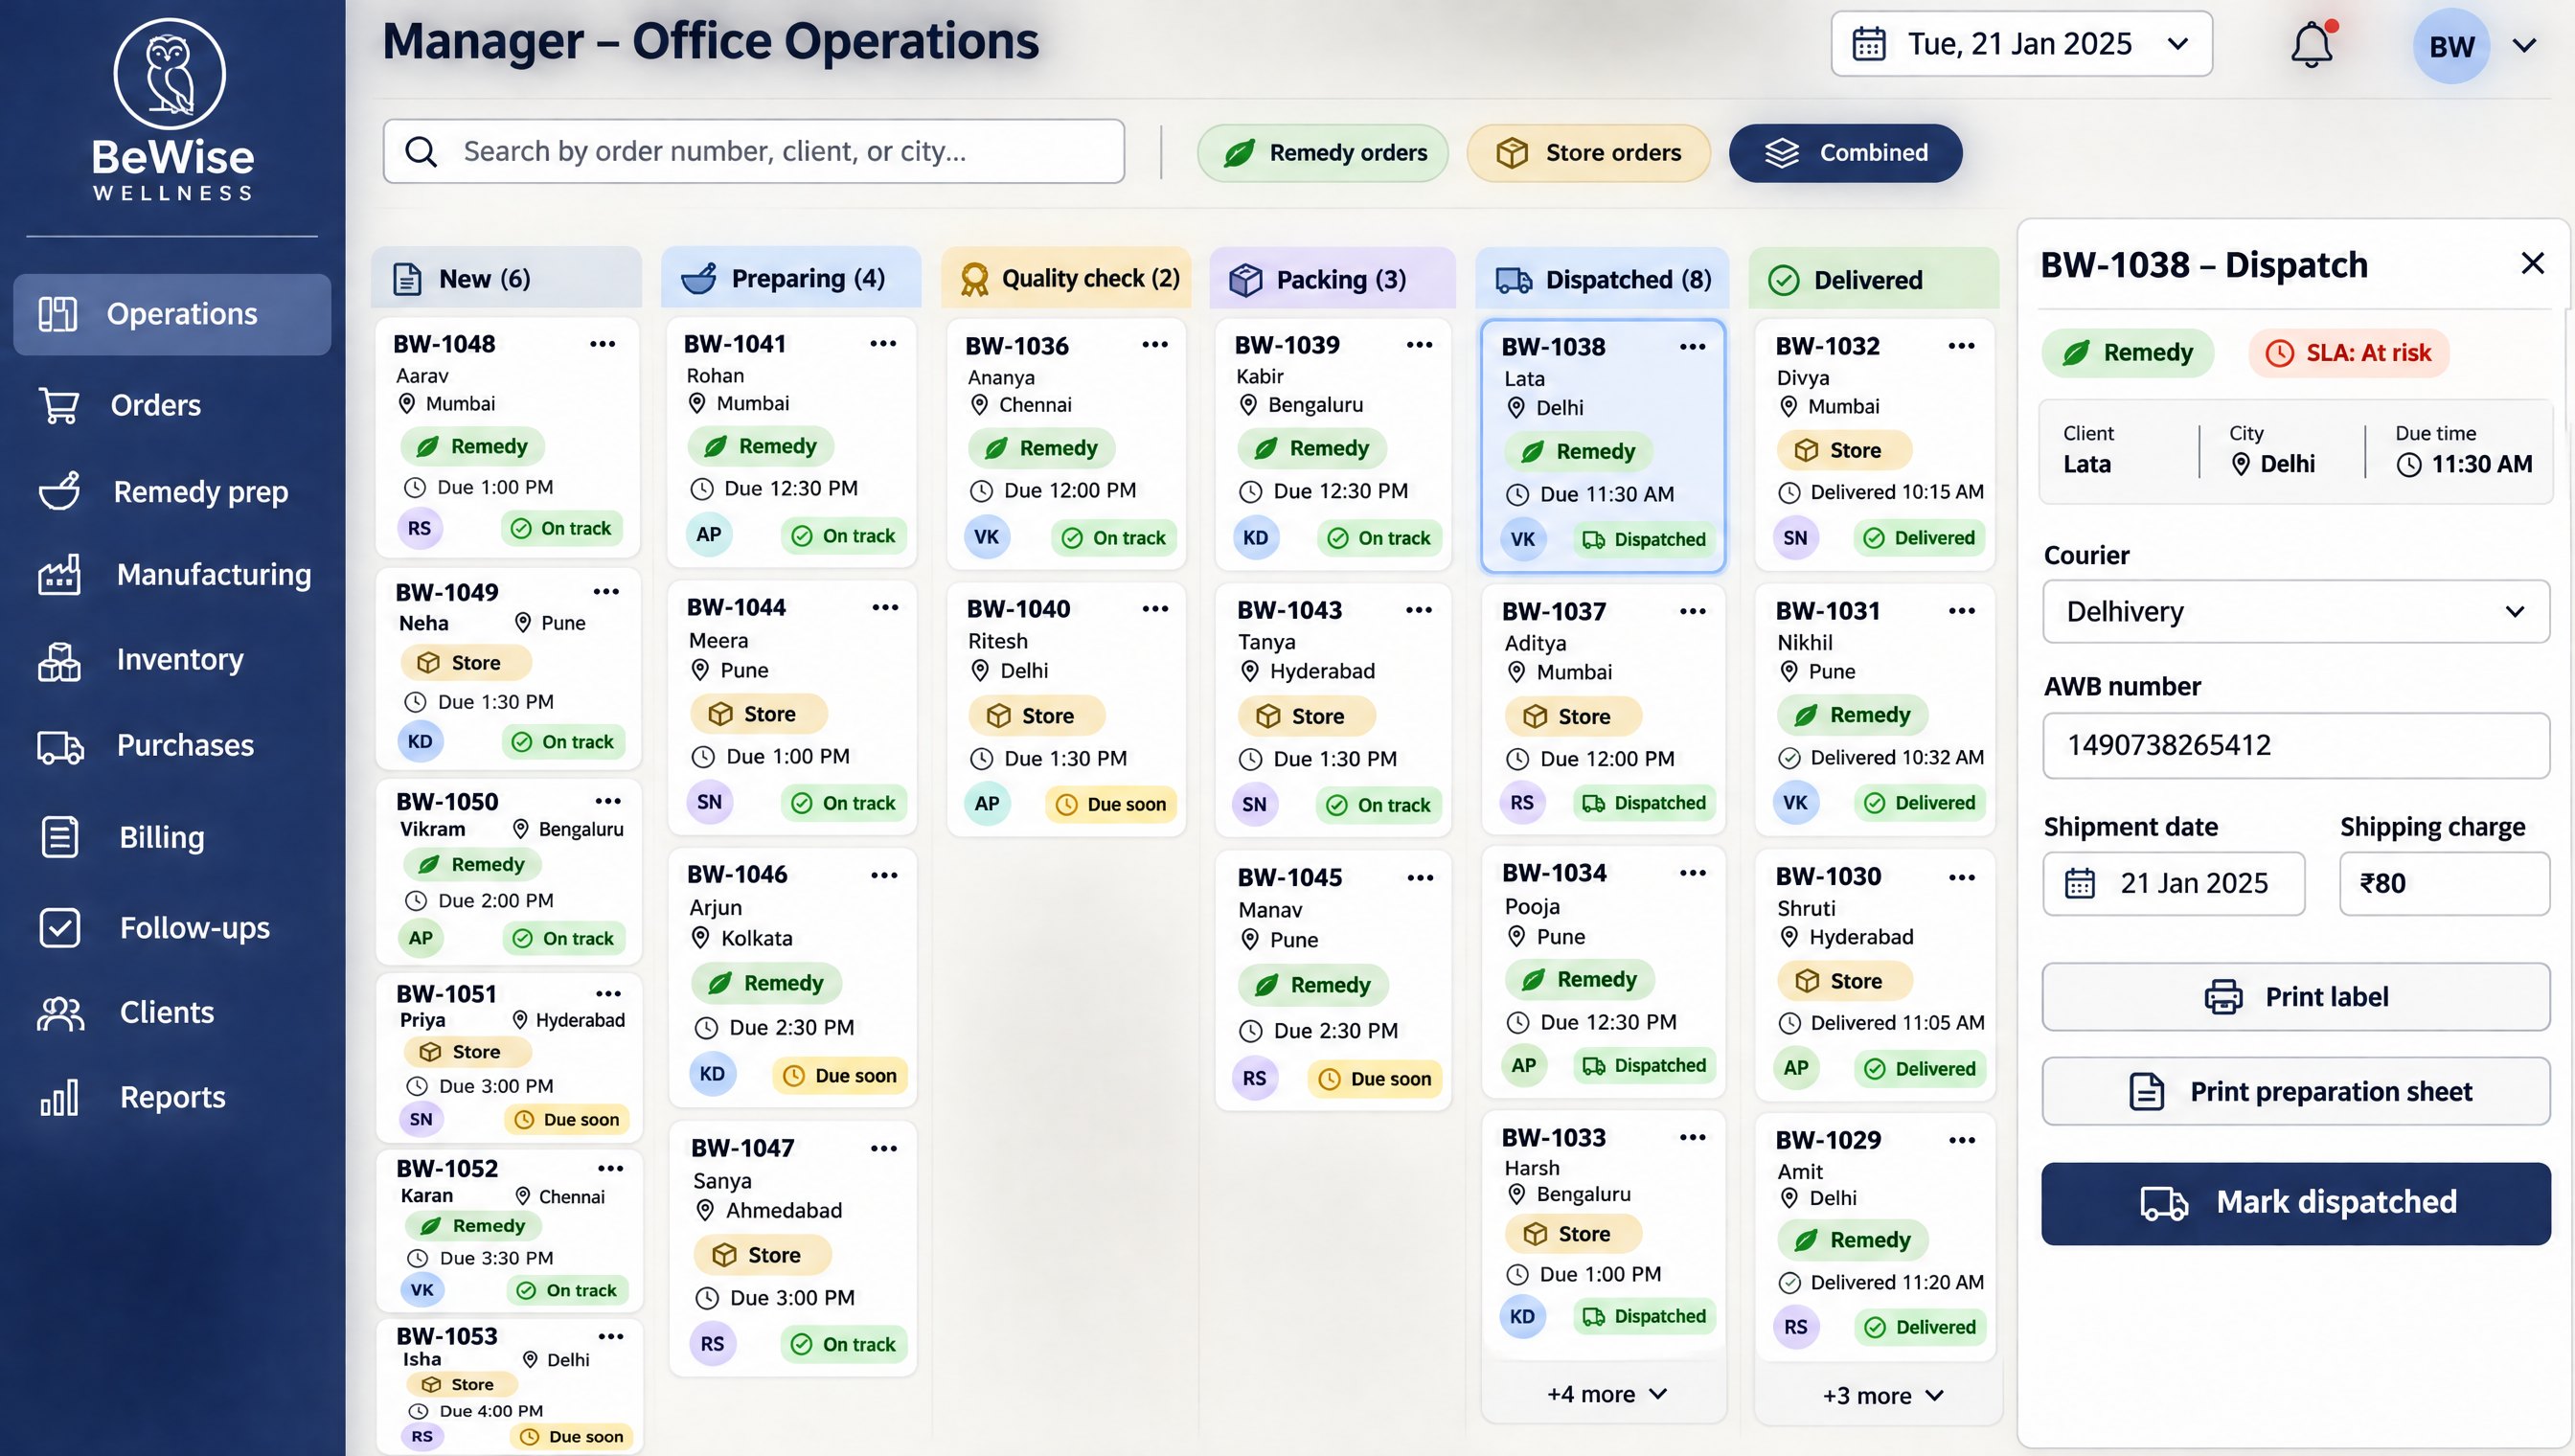 BeWise
WELLNESS
Operations
Orders
Remedy prep
Manufacturing
Inventory
Purchases
Billing
Follow-ups
Clients
Reports
Manager – Office Operations
Tue, 21 Jan 2025
BW
Search by order number, client, or city...
Remedy orders
Store orders
Combined
New (6)
BW-1048
Aarav
Mumbai
Remedy
Due 1:00 PM
RS
On track
BW-1049
Neha
Pune
Store
Due 1:30 PM
KD
On track
BW-1050
Vikram
Bengaluru
Remedy
Due 2:00 PM
AP
On track
BW-1051
Priya
Hyderabad
Store
Due 3:00 PM
SN
Due soon
BW-1052
Karan
Chennai
Remedy
Due 3:30 PM
VK
On track
BW-1053
Isha
Delhi
Store
Due 4:00 PM
RS
Due soon
Preparing (4)
BW-1041
Rohan
Mumbai
Remedy
Due 12:30 PM
AP
On track
BW-1044
Meera
Pune
Store
Due 1:00 PM
SN
On track
BW-1046
Arjun
Kolkata
Remedy
Due 2:30 PM
KD
Due soon
BW-1047
Sanya
Ahmedabad
Store
Due 3:00 PM
RS
On track
Quality check (2)
BW-1036
Ananya
Chennai
Remedy
Due 12:00 PM
VK
On track
BW-1040
Ritesh
Delhi
Store
Due 1:30 PM
AP
Due soon
Packing (3)
BW-1039
Kabir
Bengaluru
Remedy
Due 12:30 PM
KD
On track
BW-1043
Tanya
Hyderabad
Store
Due 1:30 PM
SN
On track
BW-1045
Manav
Pune
Remedy
Due 2:30 PM
RS
Due soon
Dispatched (8)
BW-1038
Lata
Delhi
Remedy
Due 11:30 AM
VK
Dispatched
BW-1037
Aditya
Mumbai
Store
Due 12:00 PM
RS
Dispatched
BW-1034
Pooja
Pune
Remedy
Due 12:30 PM
AP
Dispatched
BW-1033
Harsh
Bengaluru
Store
Due 1:00 PM
KD
Dispatched
+4 more
Delivered
BW-1032
Divya
Mumbai
Store
Delivered 10:15 AM
SN
Delivered
BW-1031
Nikhil
Pune
Remedy
Delivered 10:32 AM
VK
Delivered
BW-1030
Shruti
Hyderabad
Store
Delivered 11:05 AM
AP
Delivered
BW-1029
Amit
Delhi
Remedy
Delivered 11:20 AM
RS
Delivered
+3 more
BW-1038 – Dispatch
Remedy
SLA: At risk
Client
Lata
City
Delhi
Due time
11:30 AM
Courier
Delhivery
AWB number
1490738265412
Shipment date
21 Jan 2025
Shipping charge
₹80
Print label
Print preparation sheet
Mark dispatched